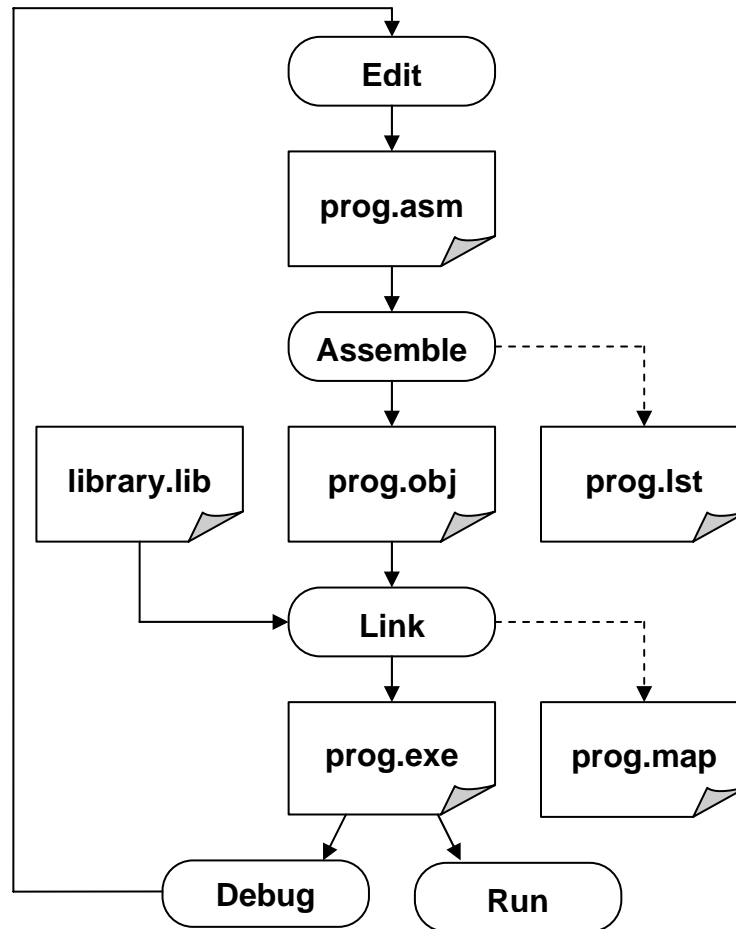 Edit
prog.asm
Assemble
library.lib
prog.obj
prog.lst
Link
prog.exe
prog.map
Debug
Run